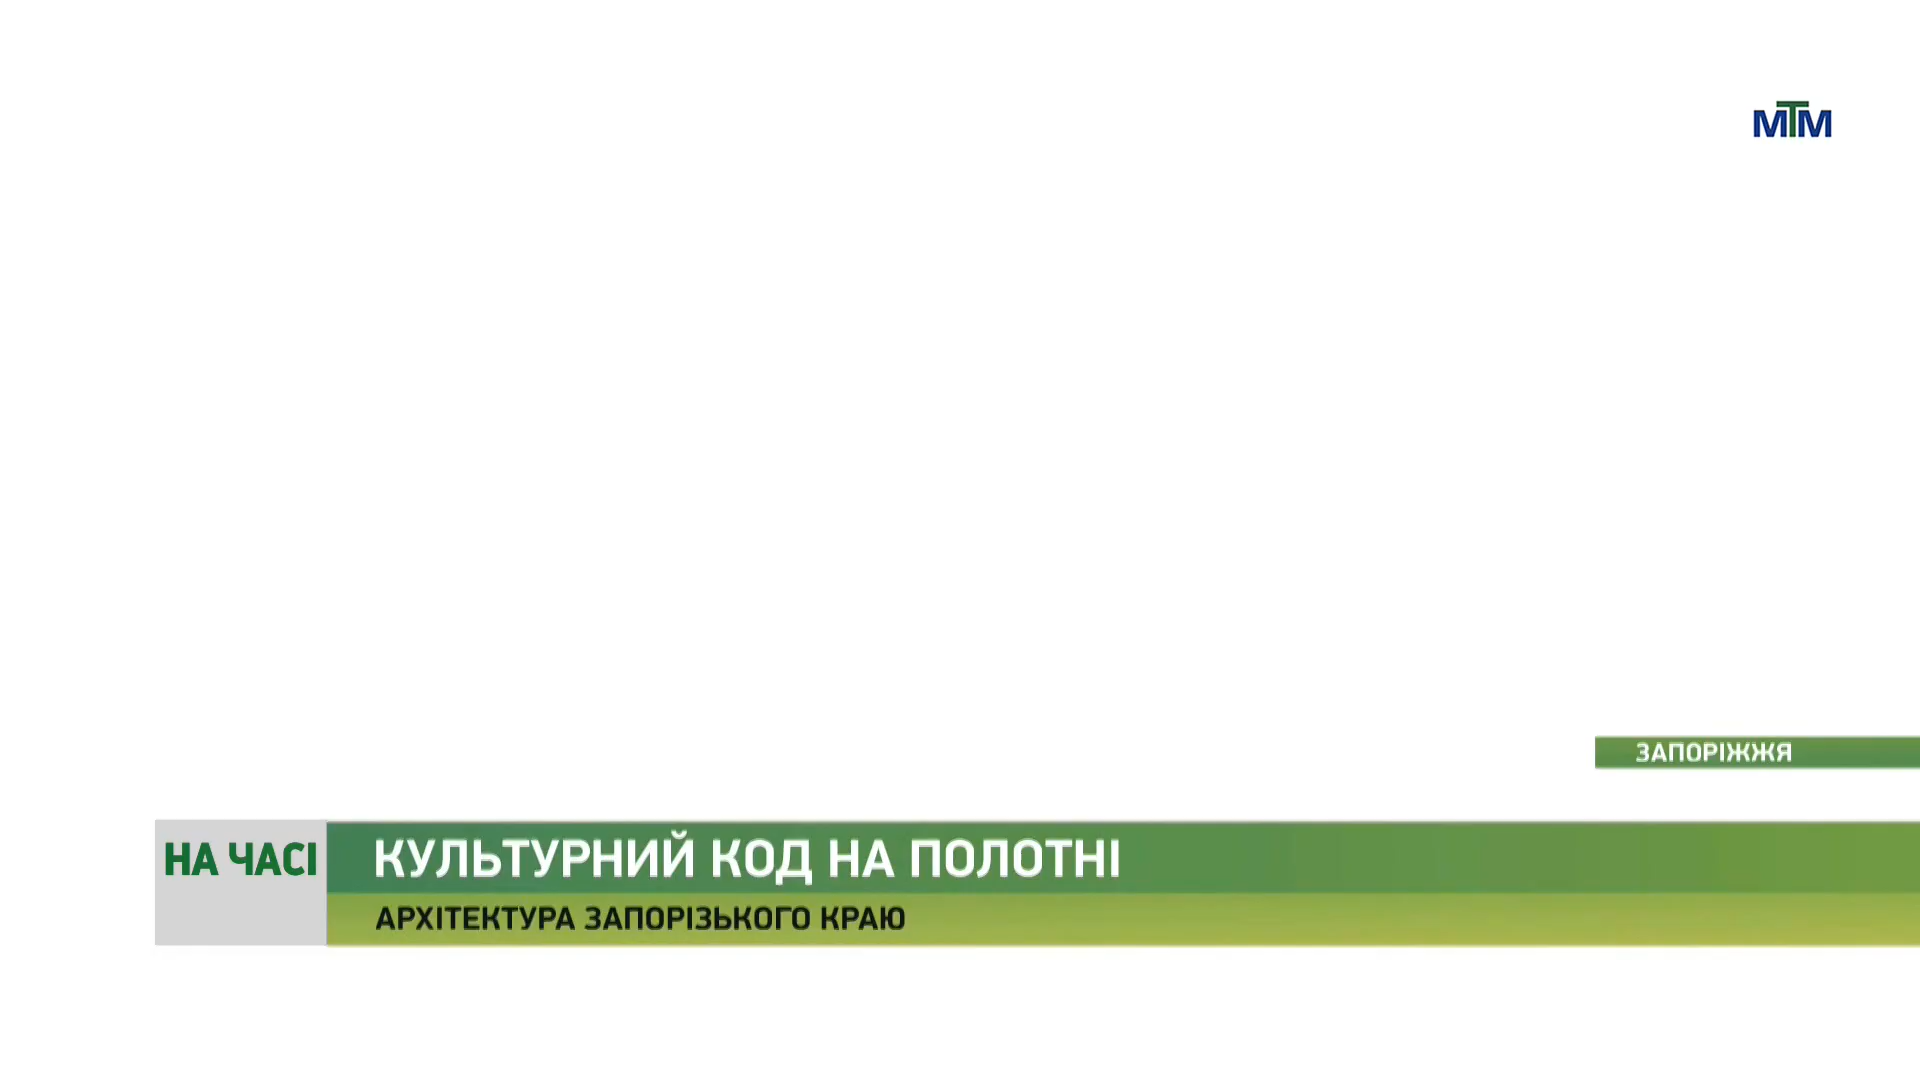 МТМ
ЗАПОРІЖЖЯ
НА ЧАСІ
КУЛЬТУРНИЙ КОД НА ПОЛОТНІ
АРХІТЕКТУРА ЗАПОРІЗЬКОГО КРАЮ